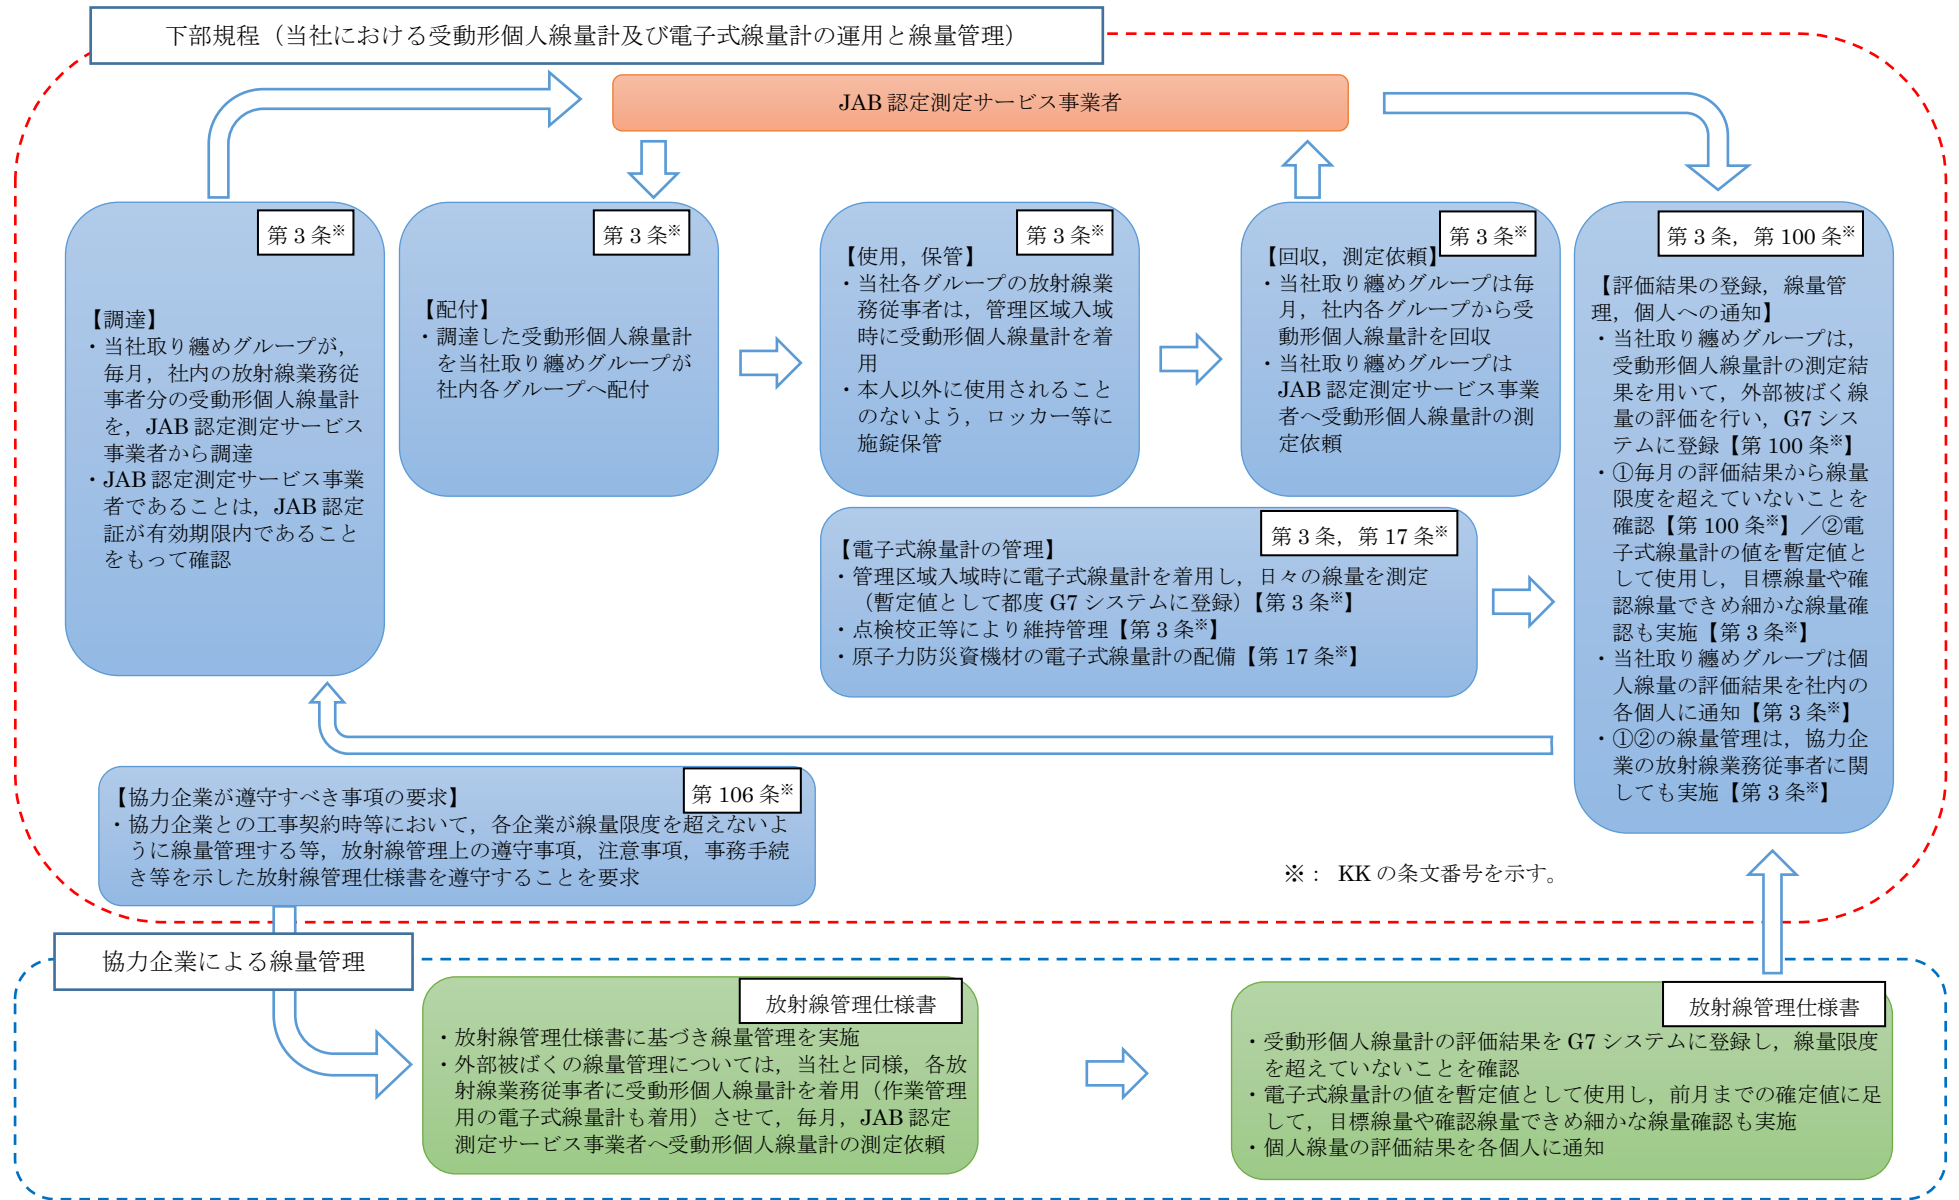 下部規程（当社における受動形個人線量計及び電子式線量計の運用と線量管理）
JAB 認定測定サービス事業者
第 3 条※
【調達】
・当社取り纏めグループが，
毎月，社内の放射線業務従
事者分の受動形個人線量計
を，JAB 認定測定サービス
事業者から調達
・JAB 認定測定サービス事業
者であることは，JAB 認定
証が有効期限内であること
をもって確認
第 3 条※
【配付】
・調達した受動形個人線量計
を当社取り纏めグループが
社内各グループへ配付
第 3 条※
【使用，保管】
・当社各グループの放射線業
務従事者は，管理区域入域
時に受動形個人線量計を着
用
・本人以外に使用されること
のないよう，ロッカー等に
施錠保管
第 3 条※
【回収，測定依頼】
・当社取り纏めグループは毎
月，社内各グループから受
動形個人線量計を回収
・当社取り纏めグループは
JAB 認定測定サービス事業
者へ受動形個人線量計の測
定依頼
第 3 条，第 100 条※
【評価結果の登録，線量管
理，個人への通知】
・当社取り纏めグループは，
受動形個人線量計の測定結
果を用いて，外部被ばく線
量の評価を行い，G7 シス
テムに登録【第 100 条※】
・①毎月の評価結果から線量
限度を超えていないことを
確認【第 100 条※】／②電
子式線量計の値を暫定値と
して使用し，目標線量や確
認線量できめ細かな線量確
認も実施【第 3 条※】
・当社取り纏めグループは個
人線量の評価結果を社内の
各個人に通知【第 3 条※】
・①②の線量管理は，協力企
業の放射線業務従事者に関
しても実施【第 3 条※】
第 3 条，第 17 条※
【電子式線量計の管理】
・管理区域入域時に電子式線量計を着用し，日々の線量を測定
（暫定値として都度 G7 システムに登録）【第 3 条※】
・点検校正等により維持管理【第 3 条※】
・原子力防災資機材の電子式線量計の配備【第 17 条※】
第 106 条※
【協力企業が遵守すべき事項の要求】
・協力企業との工事契約時等において，各企業が線量限度を超えないよ
うに線量管理する等，放射線管理上の遵守事項，注意事項，事務手続
き等を示した放射線管理仕様書を遵守することを要求
※： KK の条文番号を示す。
協力企業による線量管理
放射線管理仕様書
・放射線管理仕様書に基づき線量管理を実施
・外部被ばくの線量管理については，当社と同様，各放
射線業務従事者に受動形個人線量計を着用（作業管理
用の電子式線量計も着用）させて，毎月，JAB 認定
測定サービス事業者へ受動形個人線量計の測定依頼
放射線管理仕様書
・受動形個人線量計の評価結果を G7 システムに登録し，線量限度
を超えていないことを確認
・電子式線量計の値を暫定値として使用し，前月までの確定値に足
して，目標線量や確認線量できめ細かな線量確認も実施
・個人線量の評価結果を各個人に通知